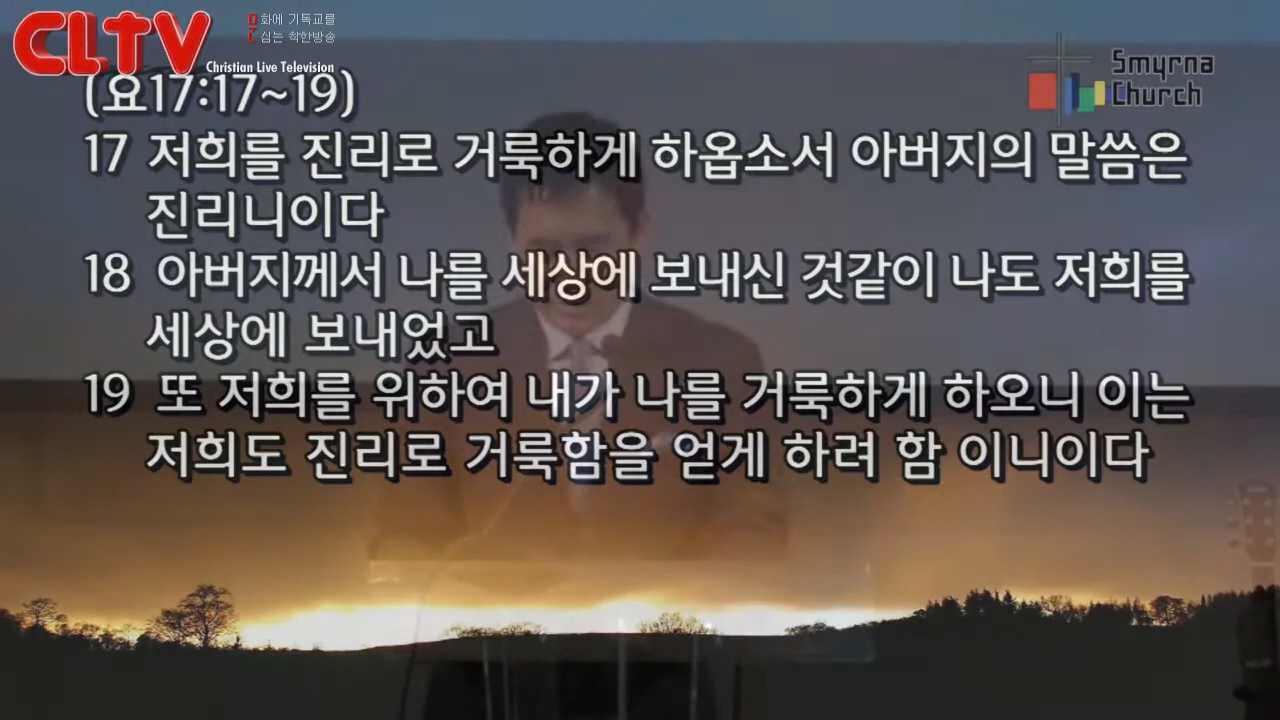 CLTV
문화에 기독교를
심는 착한방송
Christian Live Television
Smyrna
Church
(요17:17~19)
17 저희를 진리로 거룩하게 하옵소서 아버지의 말씀은
진리니이다
18 아버지께서 나를 세상에 보내신 것같이 나도 저희를
세상에 보내었고
19 또 저희를 위하여 내가 나를 거룩하게 하오니 이는
저희도 진리로 거룩함을 얻게 하려 함 이니이다